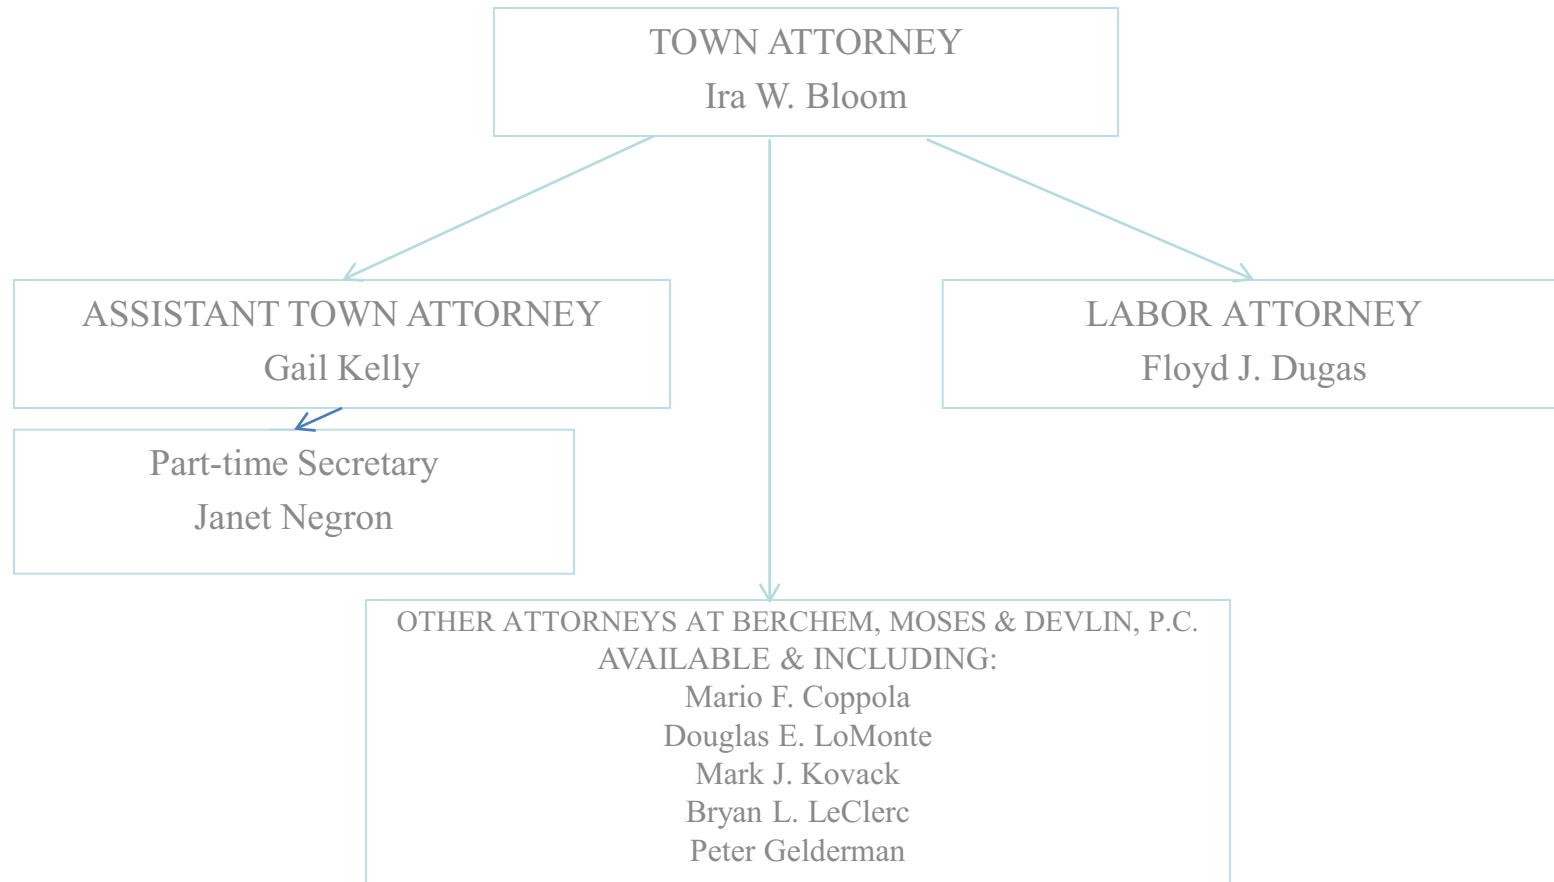 TOWN ATTORNEY
Ira W. Bloom
ASSISTANT TOWN ATTORNEY
Gail Kelly
LABOR ATTORNEY
Floyd J. Dugas
Part-time Secretary
Janet Negron
OTHER ATTORNEYS AT BERCHEM, MOSES & DEVLIN, P.C.
AVAILABLE & INCLUDING:
Mario F. Coppola
Douglas E. LoMonte
Mark J. Kovack
Bryan L. LeClerc
Peter Gelderman